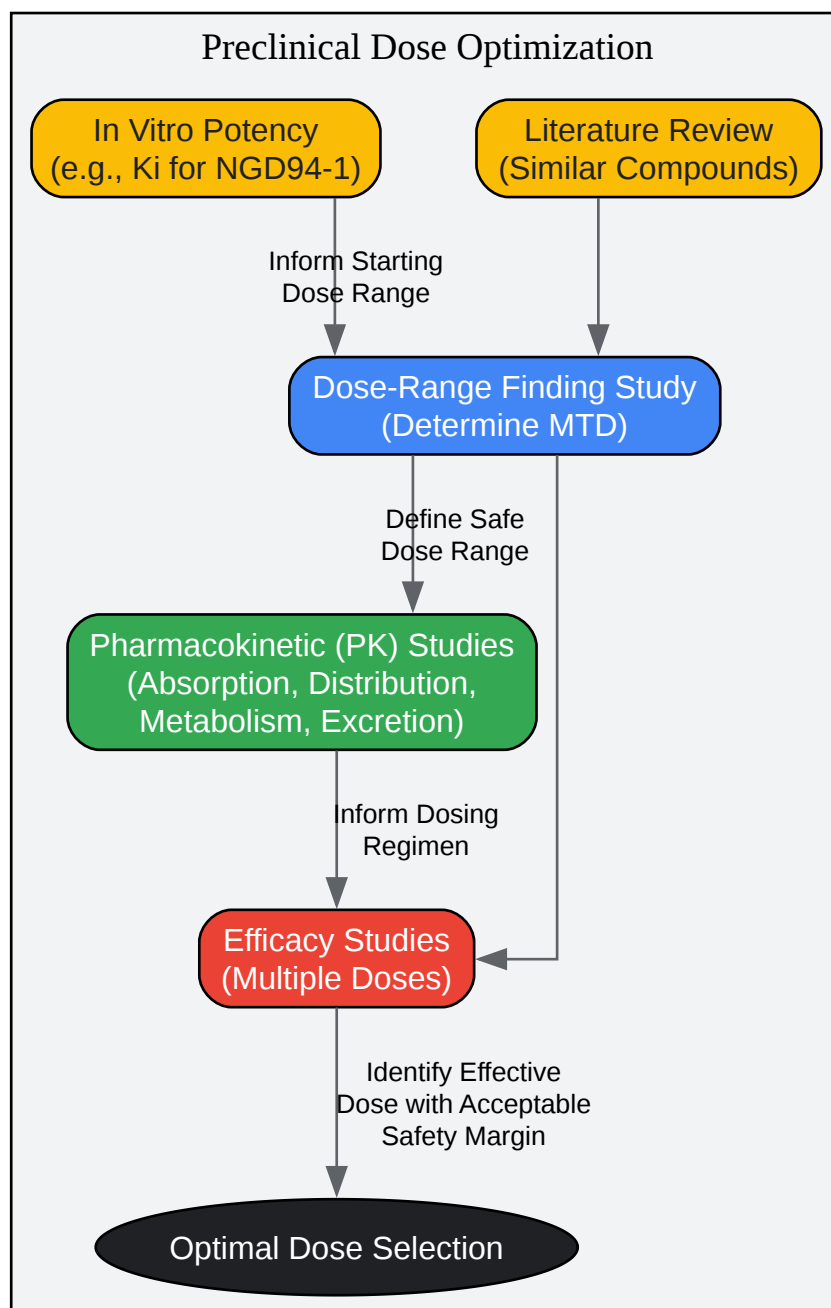 Preclinical Dose Optimization
In Vitro Potency
(e.g., Ki for NGD94-1)
Literature Review
(Similar Compounds)
Inform Starting
Dose Range
Dose-Range Finding Study
(Determine MTD)
Define Safe
Dose Range
Pharmacokinetic (PK) Studies
(Absorption, Distribution,
Metabolism, Excretion)
Inform Dosing
Regimen
Efficacy Studies
(Multiple Doses)
Identify Effective
Dose with Acceptable
Safety Margin
Optimal Dose Selection